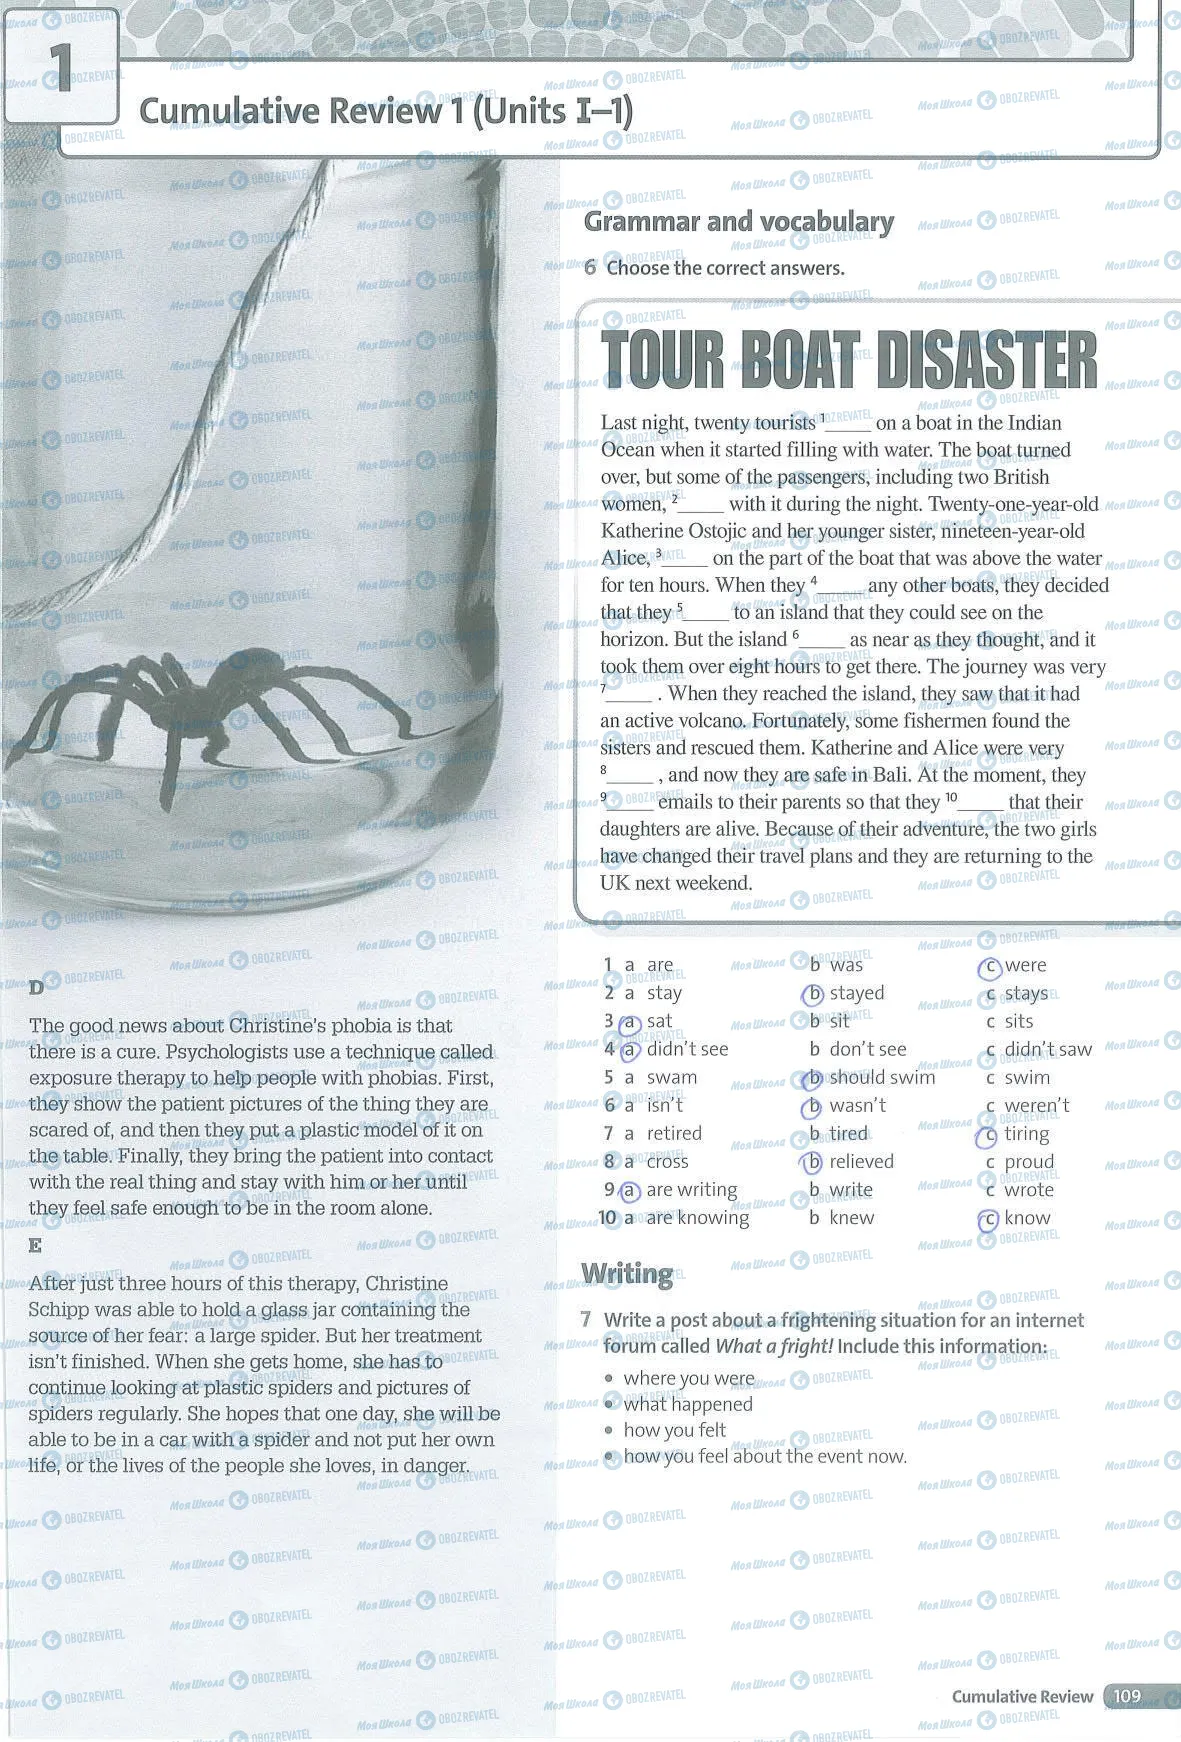 1
Cumulative Review 1 (Units I–1)
D
The good news about Christine's phobia is that
there is a cure. Psychologists use a technique called
exposure therapy to help people with phobias. First,
they show the patient pictures of the thing they are
scared of, and then they put a plastic model of it on
the table. Finally, they bring the patient into contact
with the real thing and stay with him or her until
they feel safe enough to be in the room alone.
E
After just three hours of this therapy, Christine
Schipp was able to hold a glass jar containing the
source of her fear: a large spider. But her treatment
isn't finished. When she gets home, she has to
continue looking at plastic spiders and pictures of
spiders regularly. She hopes that one day, she will be
able to be in a car with a spider and not put her own
life, or the lives of the people she loves, in danger.
Grammar and vocabulary
6 Choose the correct answers.
TOUR BOAT DISASTER
Last night, twenty tourists ¹_____ on a boat in the Indian
Ocean when it started filling with water. The boat turned
over, but some of the passengers, including two British
women, ²_____ with it during the night. Twenty-one-year-old
Katherine Ostojic and her younger sister, nineteen-year-old
Alice, ³_____ on the part of the boat that was above the water
for ten hours. When they ⁴_____ any other boats, they decided
that they ⁵_____ to an island that they could see on the
horizon. But the island ⁶_____ as near as they thought, and it
took them over eight hours to get there. The journey was very
⁷_____ . When they reached the island, they saw that it had
an active volcano. Fortunately, some fishermen found the
sisters and rescued them. Katherine and Alice were very
⁸_____ , and now they are safe in Bali. At the moment, they
⁹_____ emails to their parents so that they ¹⁰_____ that their
daughters are alive. Because of their adventure, the two girls
have changed their travel plans and they are returning to the
UK next weekend.
1 a are b was c were
2 a stay b stayed c stays
3 a sat b sit c sits
4 a didn't see b don't see c didn't saw
5 a swam b should swim c swim
6 a isn't b wasn't c weren't
7 a retired b tired c tiring
8 a cross b relieved c proud
9 a are writing b write c wrote
10 a are knowing b knew c know
Writing
7 Write a post about a frightening situation for an internet
forum called What a fright! Include this information:
• where you were
• what happened
• how you felt
• how you feel about the event now.
Cumulative Review 109
Моя Школа OBOZREVATEL